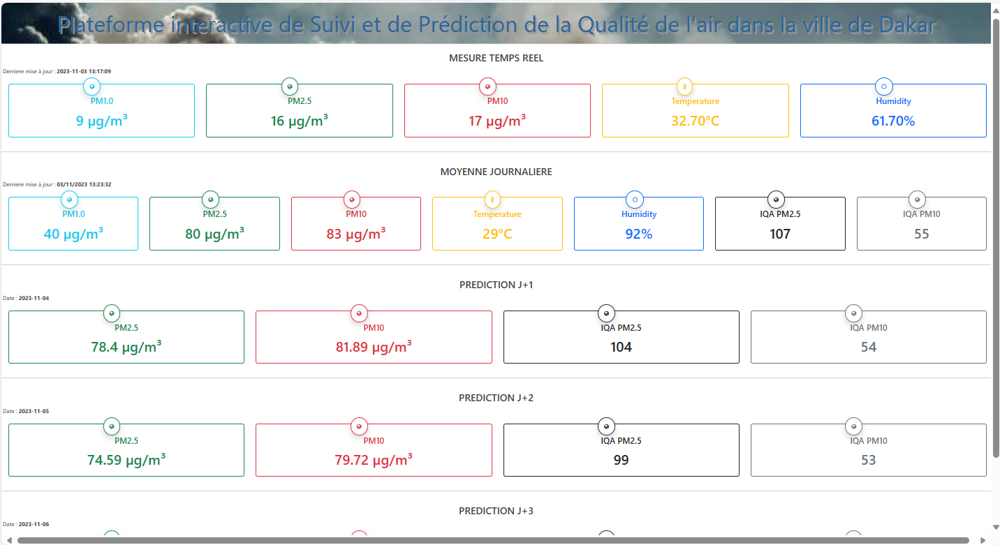 Plateforme interactive de Suivi et de Prédiction de la Qualité de l'air dans la ville de Dakar
MESURE TEMPS REEL
Derniere mise à jour : 2023-11-03 13:17:09
PM1.0
9 µg/m³
PM2.5
16 µg/m³
PM10
17 µg/m³
Temperature
32.70°C
Humidity
61.70%
MOYENNE JOURNALIERE
Derniere mise à jour : 03/11/2023 13:23:32
PM1.0
40 µg/m³
PM2.5
80 µg/m³
PM10
83 µg/m³
Temperature
29°C
Humidity
92%
IQA PM2.5
107
IQA PM10
55
PREDICTION J+1
Date : 2023-11-04
PM2.5
78.4 µg/m³
PM10
81.89 µg/m³
IQA PM2.5
104
IQA PM10
54
PREDICTION J+2
Date : 2023-11-05
PM2.5
74.59 µg/m³
PM10
79.72 µg/m³
IQA PM2.5
99
IQA PM10
53
PREDICTION J+3
Date : 2023-11-06